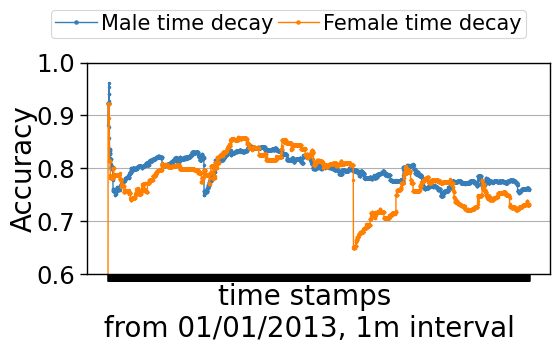 Male time decay Female time decay
1.0
0.9
0.8
0.7
0.6
Accuracy
time stamps
from 01/01/2013, 1m interval